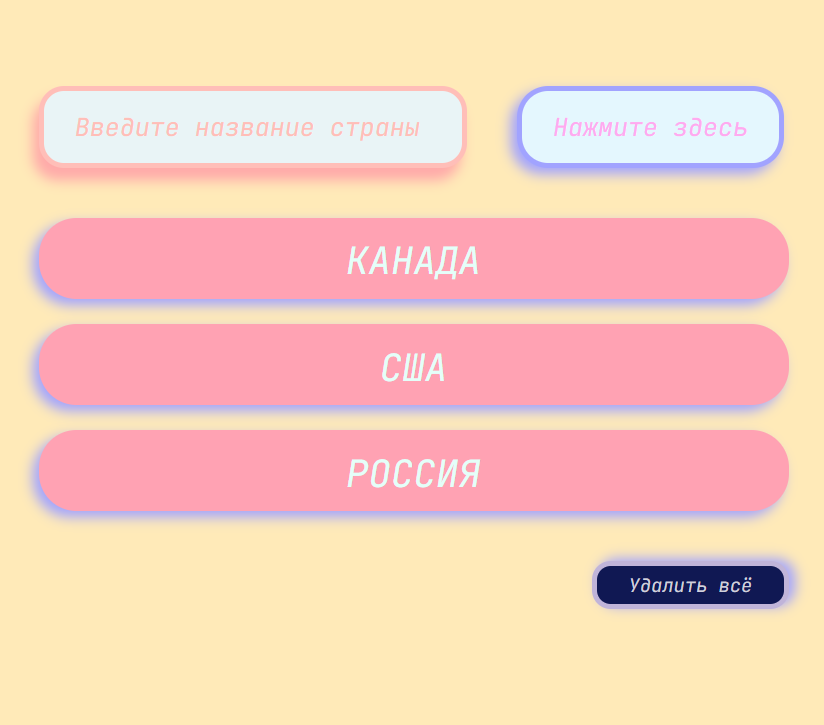 Введите название страны
Нажмите здесь
КАНАДА
США
РОССИЯ
Удалить всё